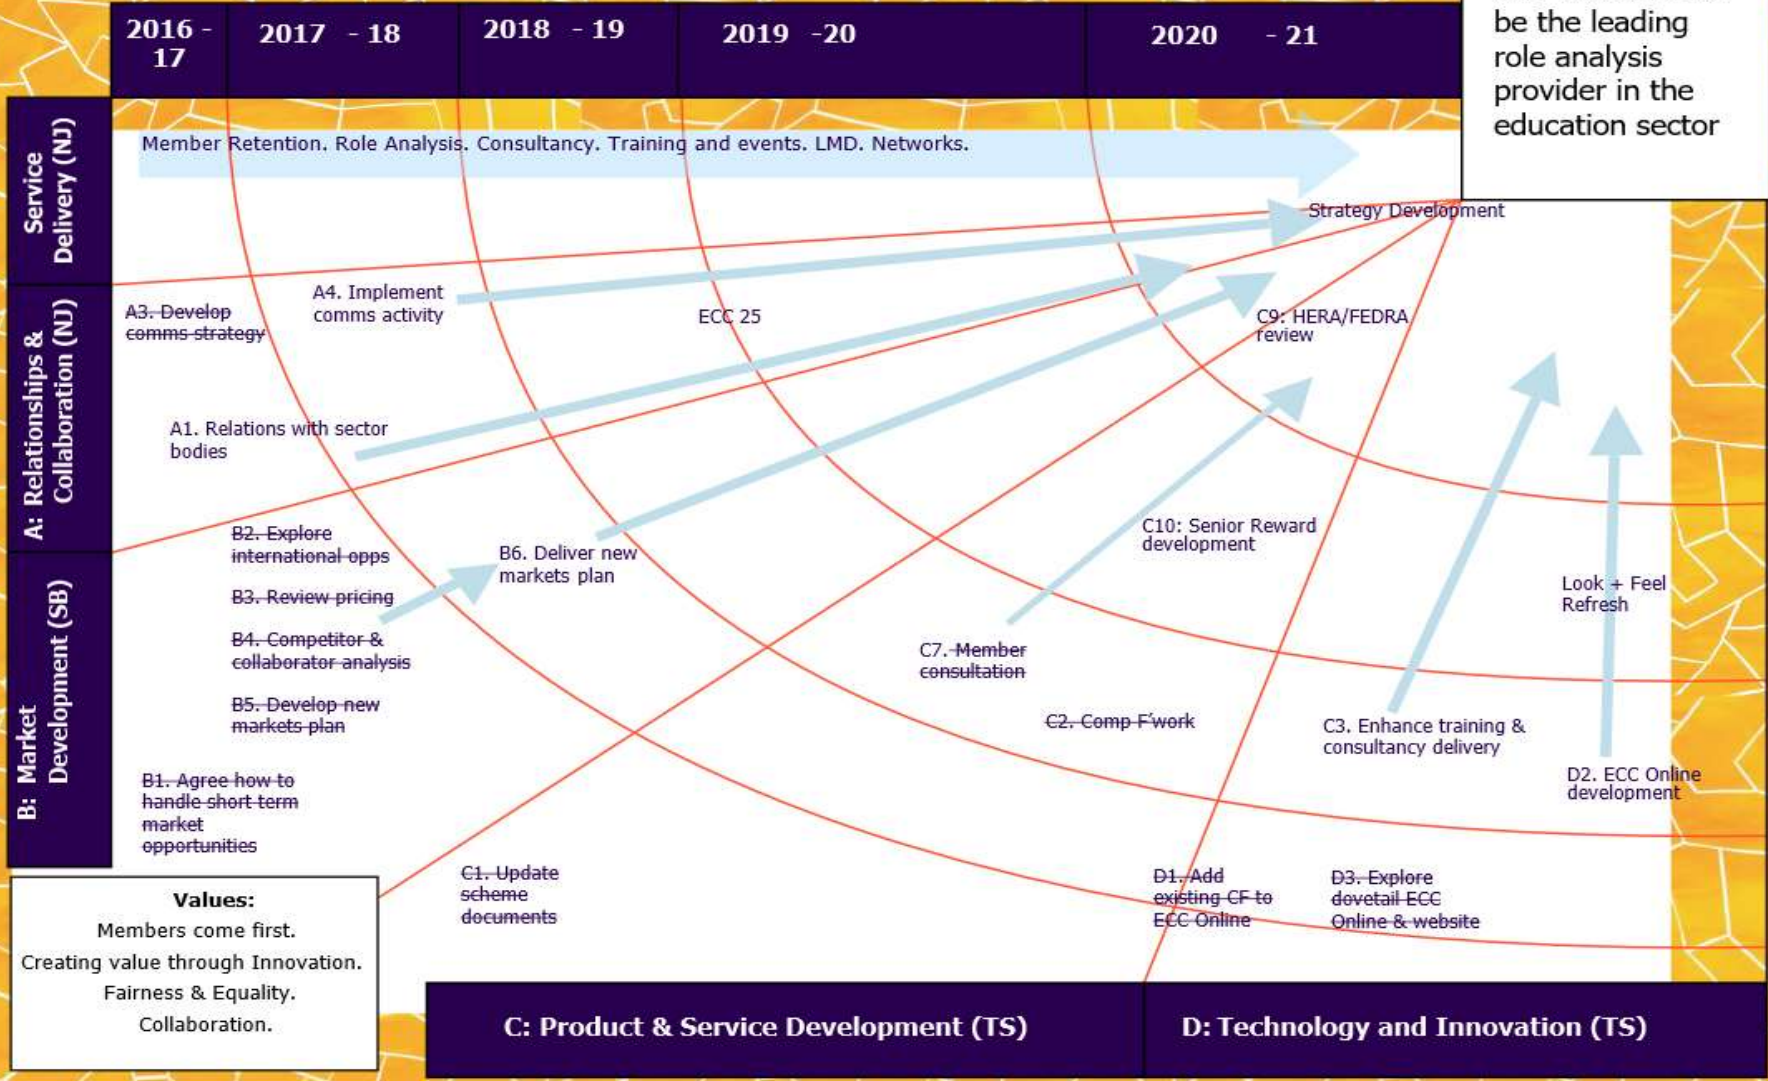 2016 -
17
2017 - 18
2018 - 19
2019 -20
2020 - 21
be the leading
role analysis
provider in the
education sector
Service
Delivery (NJ)
Member Retention. Role Analysis. Consultancy. Training and events. LMD. Networks.
Strategy Development
A: Relationships &
Collaboration (NJ)
A3. Develop
comms strategy
A4. Implement
comms activity
ECC 25
C9: HERA/FEDRA
review
A1. Relations with sector
bodies
B: Market
Development (SB)
B2. Explore
international opps
B3. Review pricing
B4. Competitor &
collaborator analysis
B5. Develop new
markets plan
B6. Deliver new
markets plan
B1. Agree how to
handle short term
market
opportunities
C10: Senior Reward
development
Look + Feel
Refresh
C7. Member
consultation
C2. Comp F'work
C3. Enhance training &
consultancy delivery
D2. ECC Online
development
C1. Update
scheme
documents
D1. Add
existing CF to
ECC Online
D3. Explore
dovetail ECC
Online & website
Values:
Members come first.
Creating value through Innovation.
Fairness & Equality.
Collaboration.
C: Product & Service Development (TS)
D: Technology and Innovation (TS)